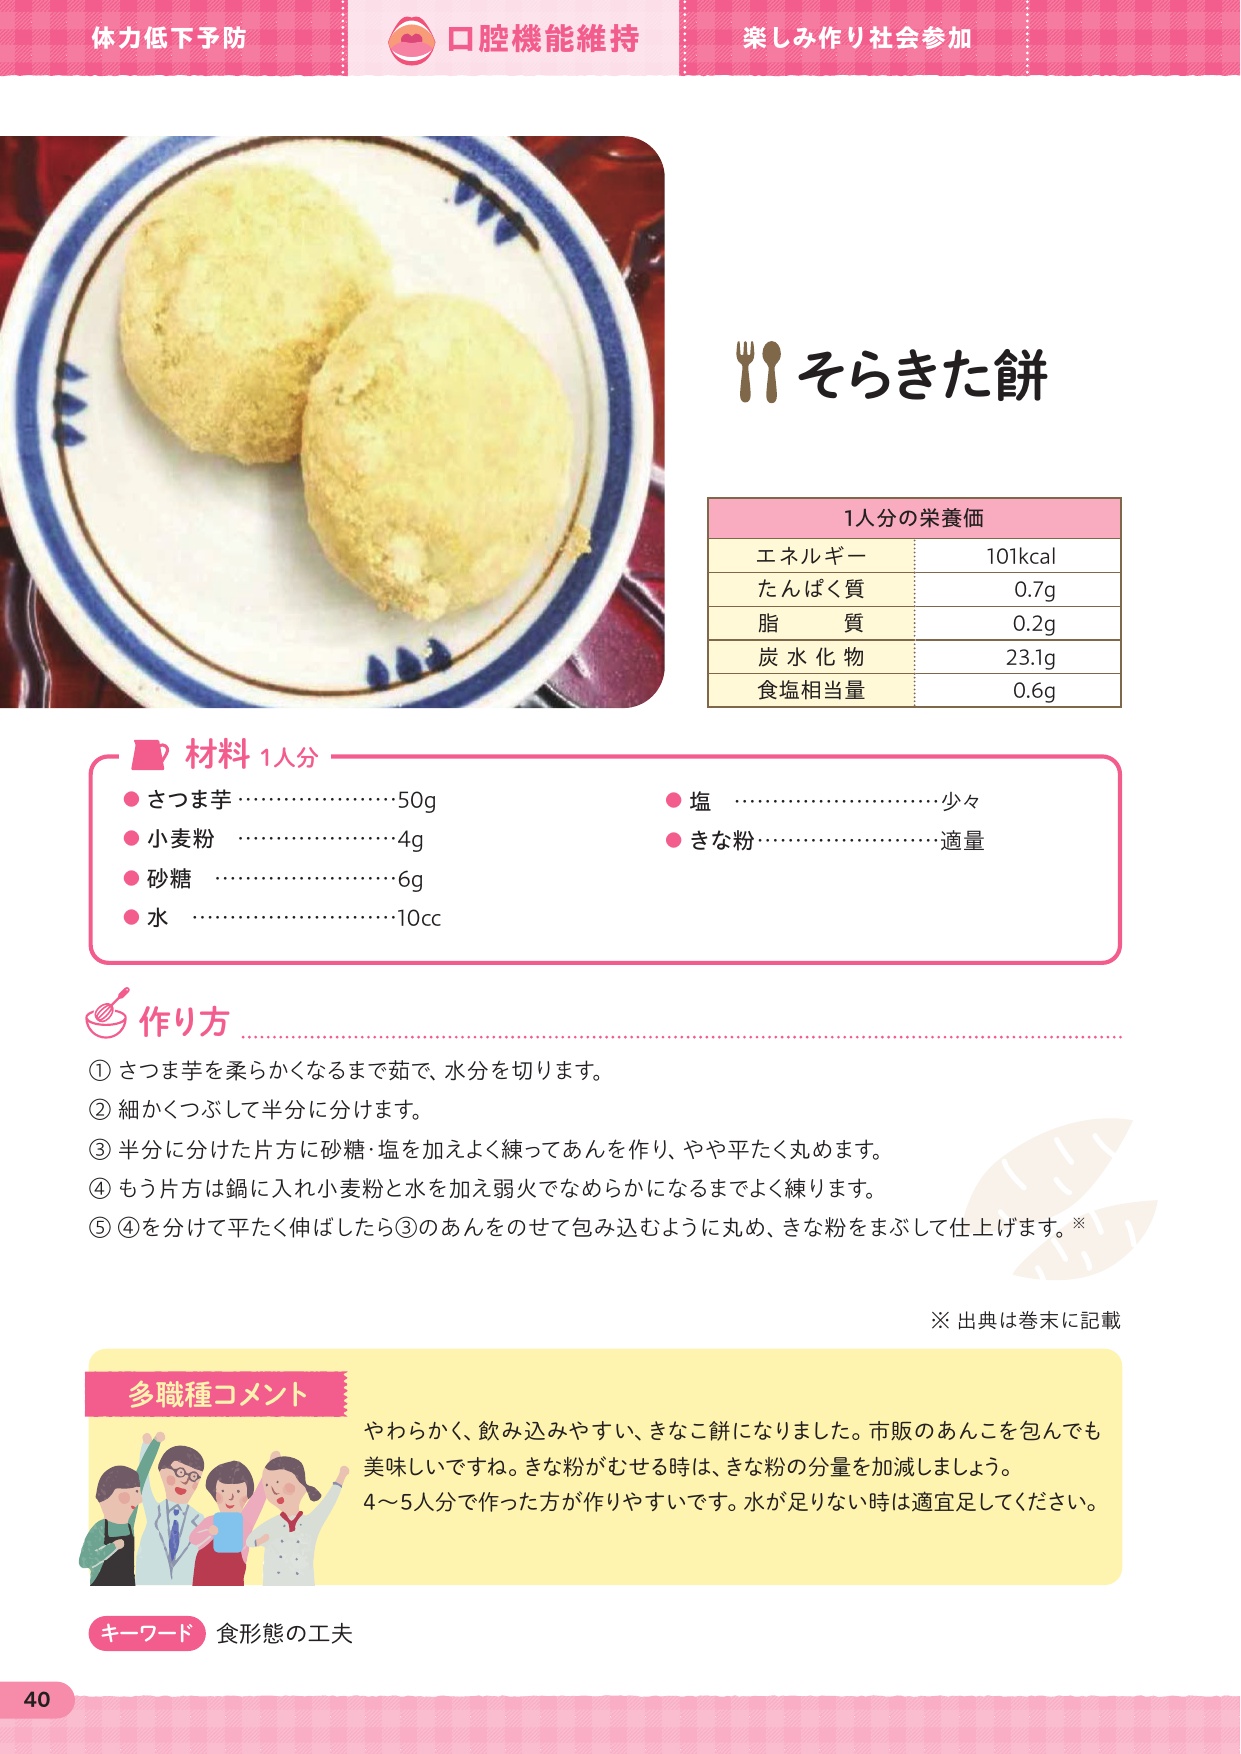 体力低下予防
口腔機能維持
楽しみ作り社会参加
そらきた餅
1人分の栄養価
エネルギー 101kcal
たんぱく質 0.7g
脂質 0.2g
炭水化物 23.1g
食塩相当量 0.6g
材料 1人分
● さつま芋 …………………50g
● 小麦粉 …………………4g
● 砂糖 ……………………6g
● 水 ………………………10cc
● 塩 ………………………少々
● きな粉……………………適量
作り方
① さつま芋を柔らかくなるまで茹で、水分を切ります。
② 細かくつぶして半分に分けます。
③ 半分に分けた片方に砂糖・塩を加えよく練ってあんを作り、やや平たく丸めます。
④ もう片方は鍋に入れ小麦粉と水を加え弱火でなめらかになるまでよく練ります。
⑤ ④を分けて平たく伸ばしたら③のあんをのせて包み込むように丸め、きな粉をまぶして仕上げます。※
※ 出典は巻末に記載
多職種コメント
やわらかく、飲み込みやすい、きなこ餅になりました。市販のあんこを包んでも
美味しいですね。きな粉がむせる時は、きな粉の分量を加減しましょう。
4〜5人分で作った方が作りやすいです。水が足りない時は適宜足してください。
キーワード 食形態の工夫
40